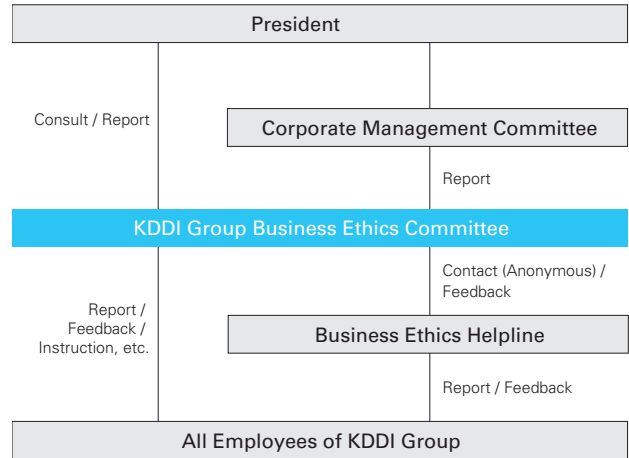 President
Consult / Report
Corporate Management Committee
Report
KDDI Group Business Ethics Committee
Contact (Anonymous) /
Feedback
Report /
Feedback /
Instruction, etc.
Business Ethics Helpline
Report / Feedback
All Employees of KDDI Group